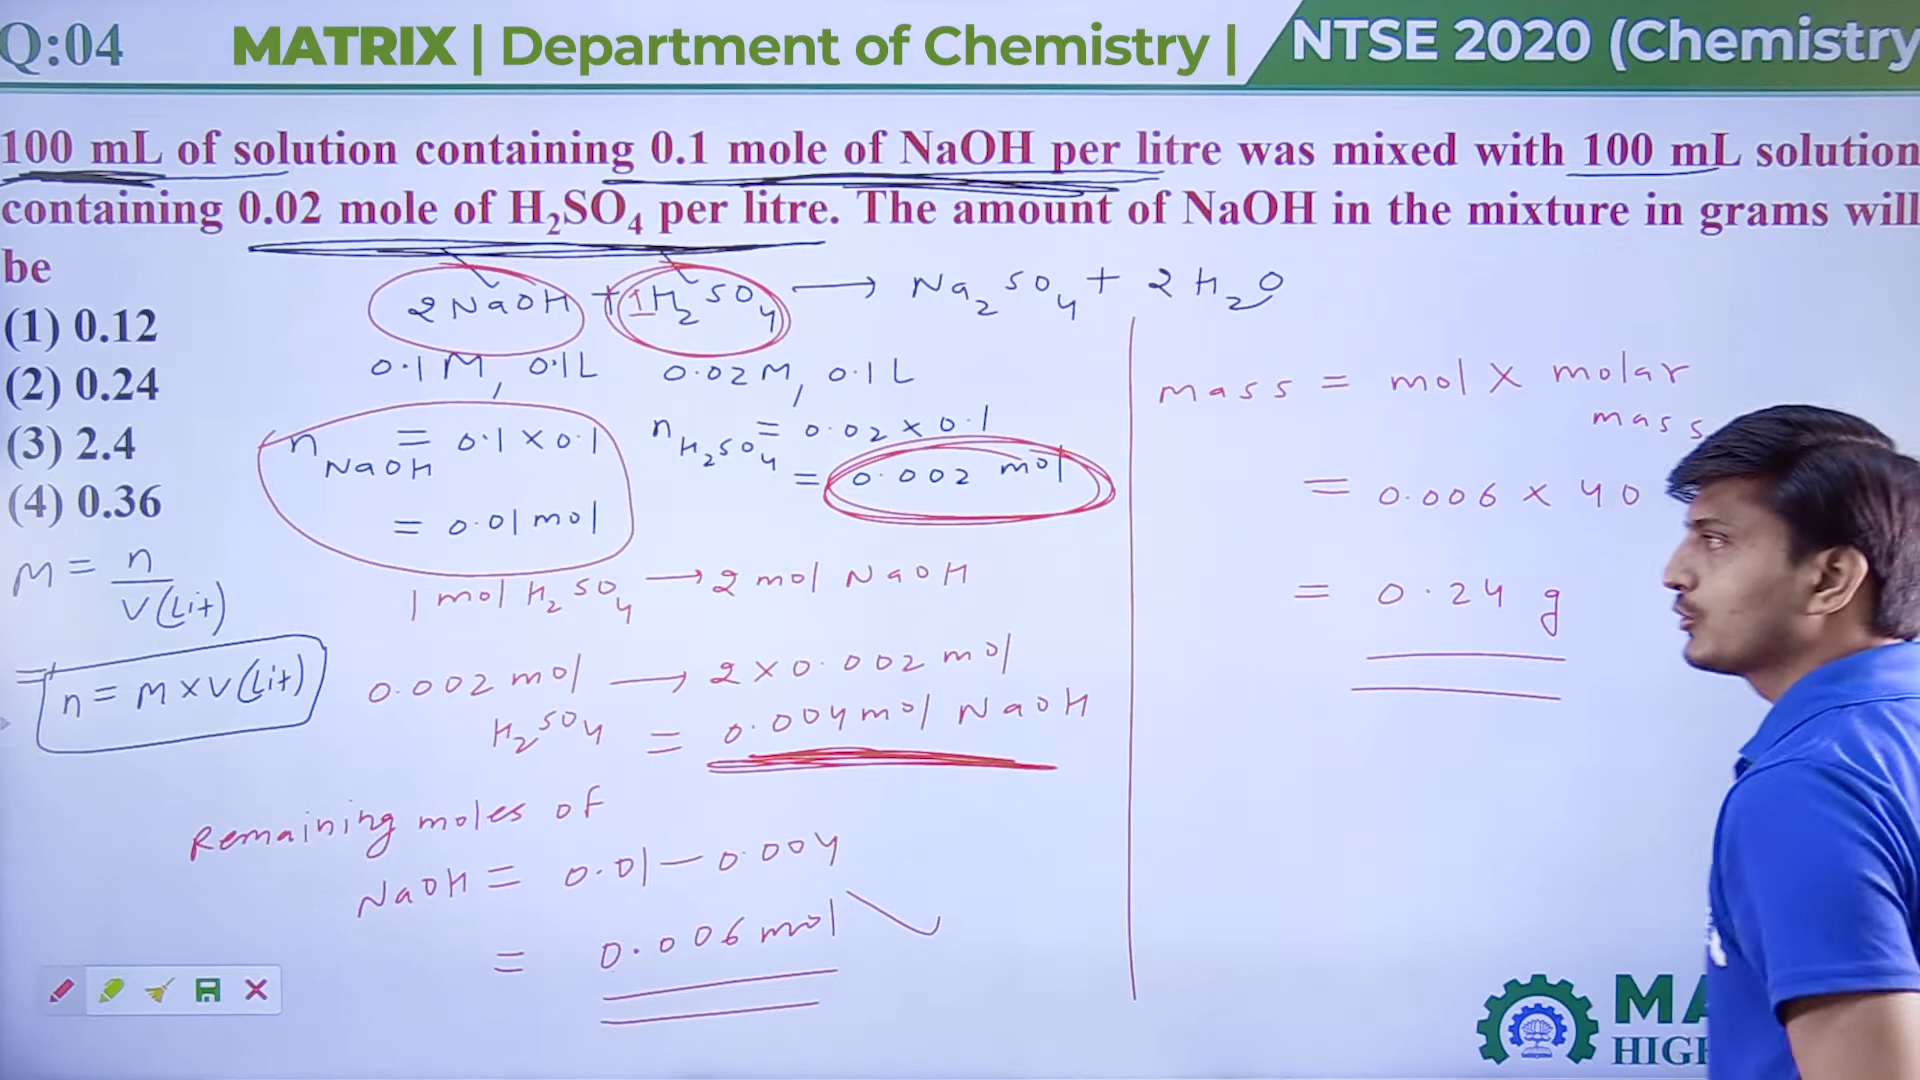 Q:04 MATRIX | Department of Chemistry | NTSE 2020 (Chemistry
100 mL of solution containing 0.1 mole of NaOH per litre was mixed with 100 mL solution
containing 0.02 mole of H₂SO₄ per litre. The amount of NaOH in the mixture in grams will
be
(1) 0.12
(2) 0.24
(3) 2.4
(4) 0.36
M = n / V(Lit)
n = M × V(Lit)
2 NaOH + 1H₂SO₄ ⟶ Na₂SO₄ + 2H₂O
0.1 M, 0.1L
0.02M, 0.1L
n NaOH = 0.1 × 0.1
= 0.01 mol
n H₂SO₄ = 0.02 × 0.1
= 0.002 mol
1 mol H₂SO₄ ⟶ 2 mol NaOH
0.002 mol ⟶ 2 × 0.002 mol
H₂SO₄ = 0.004 mol NaOH
Remaining moles of
NaOH = 0.01 − 0.004
= 0.006 mol
mass = mol × molar
mass
= 0.006 × 40
= 0.24 g